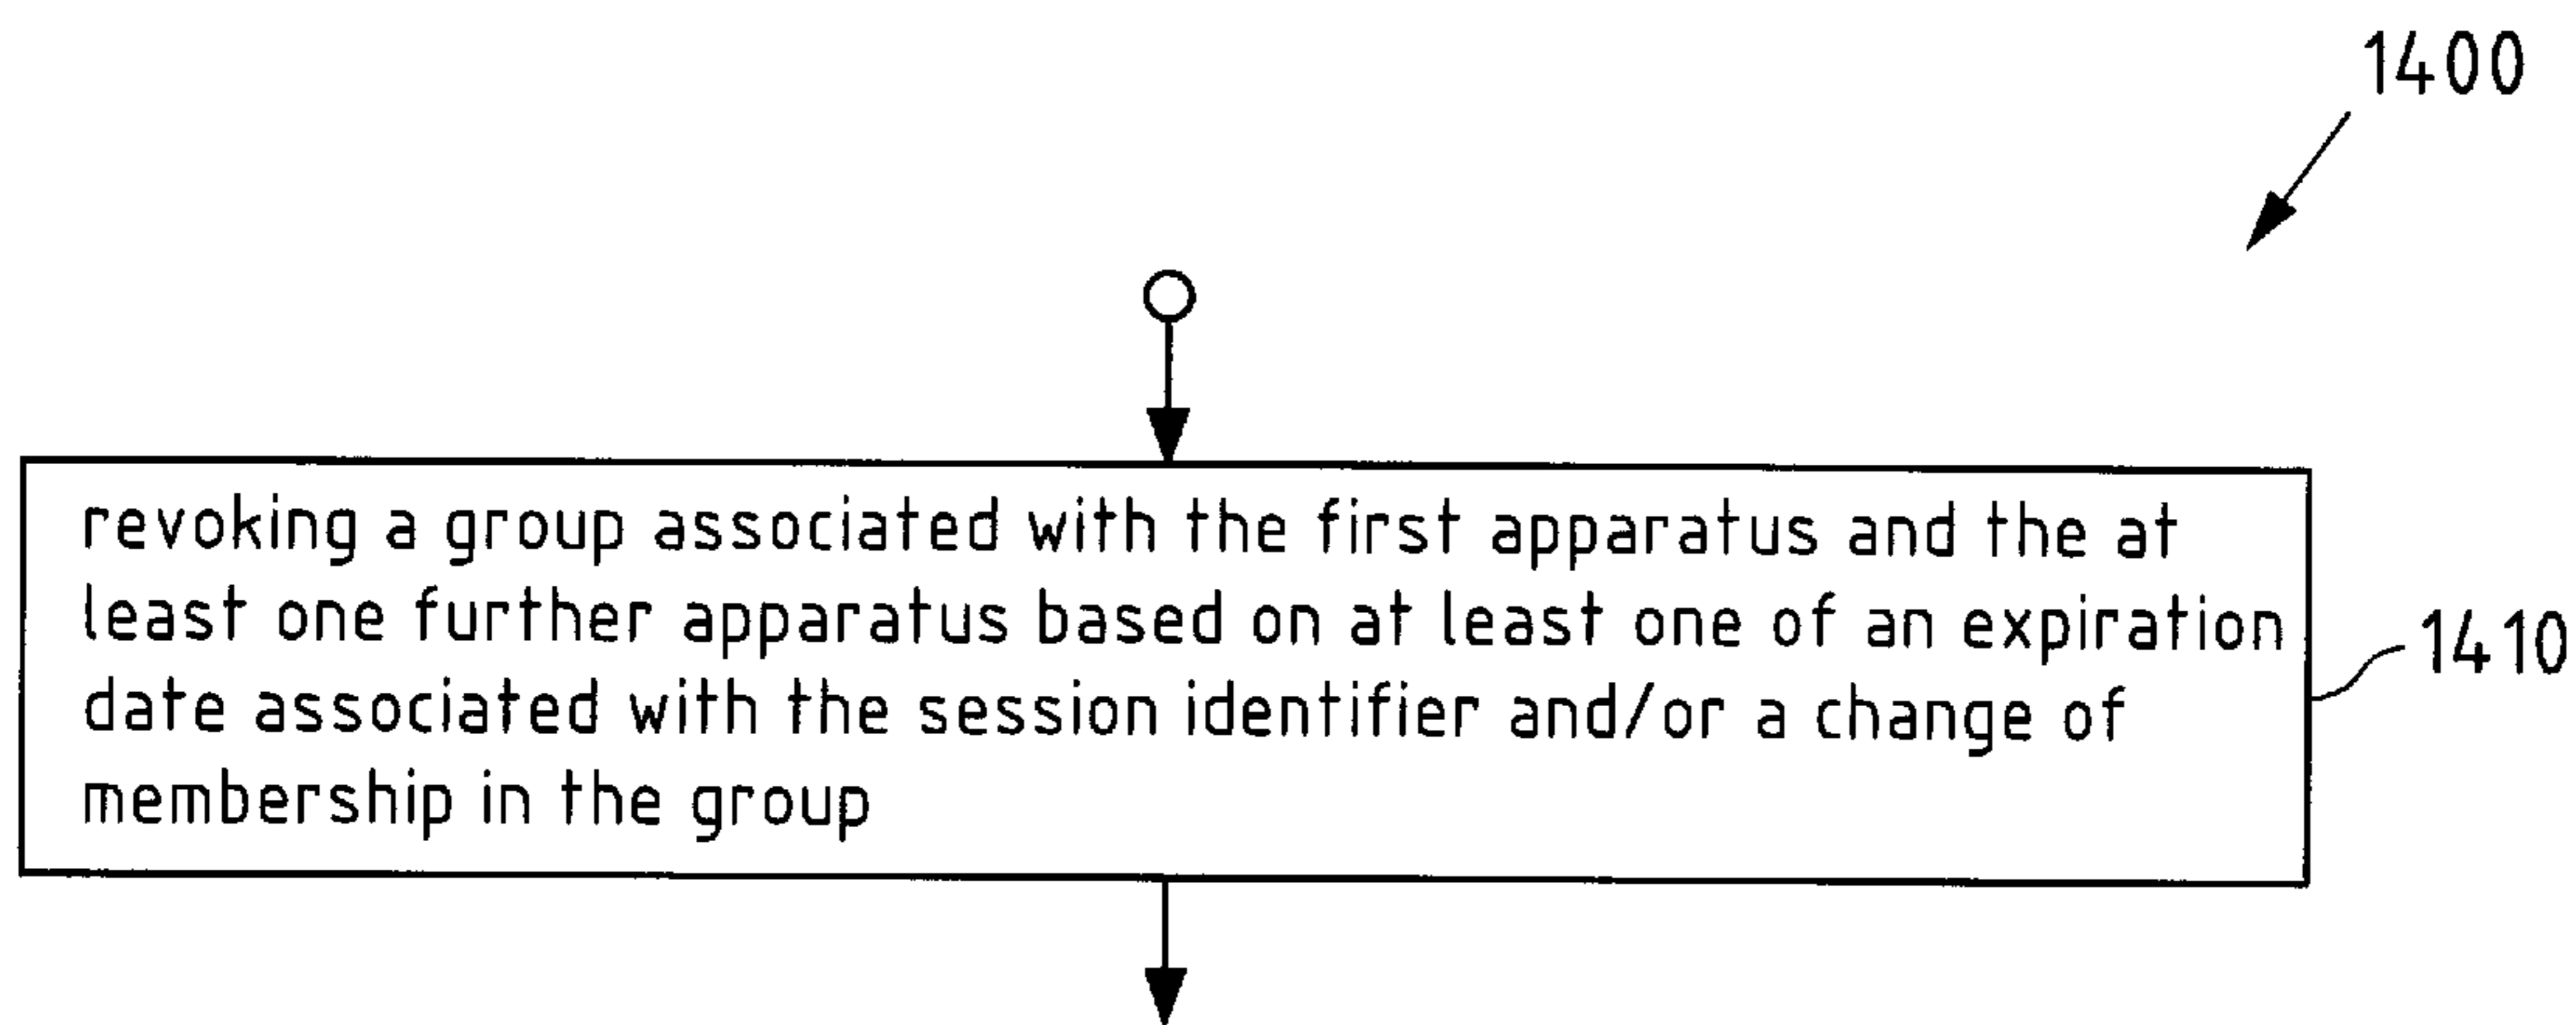 1400
revoking a group associated with the first apparatus and the at
least one further apparatus based on at least one of an expiration
date associated with the session identifier and/or a change of
membership in the group
1410